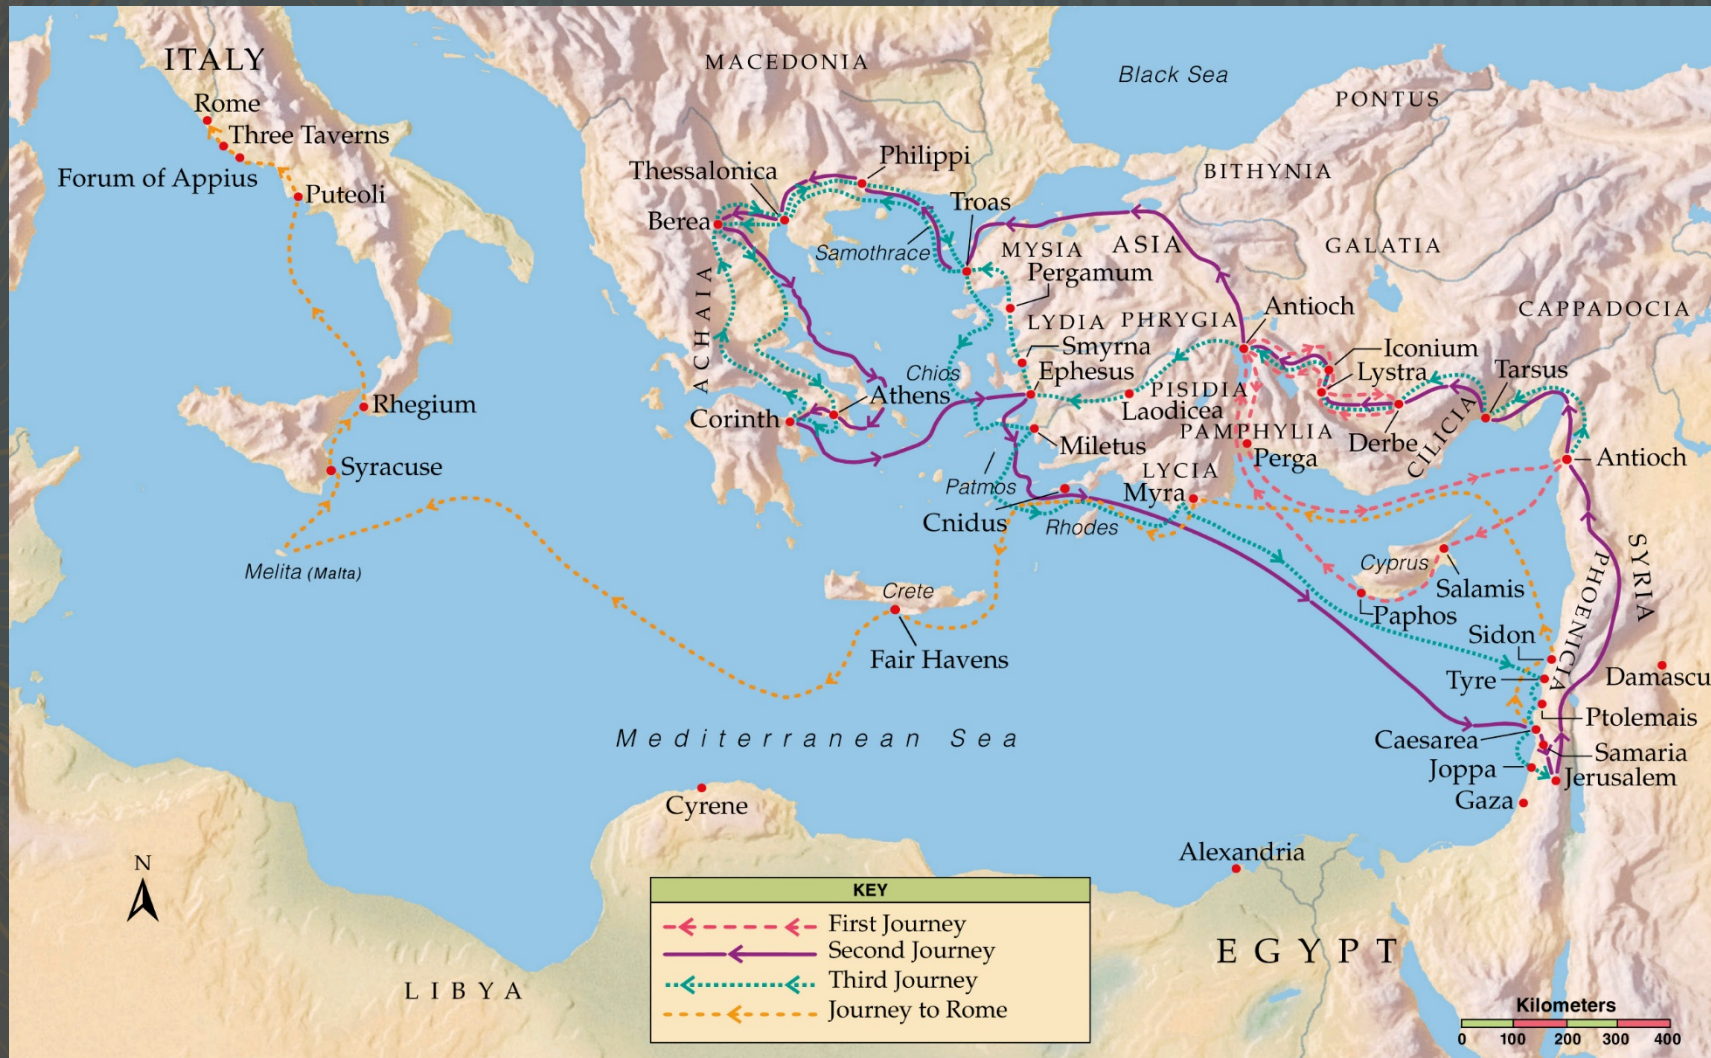 ITALY
MACEDONIA
Black Sea
PONTUS
Rome
Three Taverns
Forum of Appius
Puteoli
Philippi
Thessalonica
Troas
BITHYNIA
Berea
Samothrace
MYSIA
ASIA
GALATIA
Pergamum
ACHAIA
LYDIA
PHRYGIA
Antioch
CAPPADOCIA
Smyrna
Iconium
Ephesus
Lystra
Tarsus
Chios
Athens
PISIDIA
Laodicea
Rhegium
Corinth
Miletus
PAMPHYLIA
Perga
Derbe
CILICIA
Antioch
Syracuse
LYCIA
Patmos
Myra
Cnidus
Rhodes
Melita (Malta)
Crete
Cyprus
Salamis
Paphos
PHOENICIA
SYRIA
Fair Havens
Sidon
Tyre
Damascu
Ptolemais
Mediterranean Sea
Caesarea
Samaria
Joppa
Jerusalem
Gaza
Cyrene
Alexandria
N
KEY
First Journey
Second Journey
Third Journey
Journey to Rome
EGYPT
LIBYA
Kilometers
0 100 200 300 400